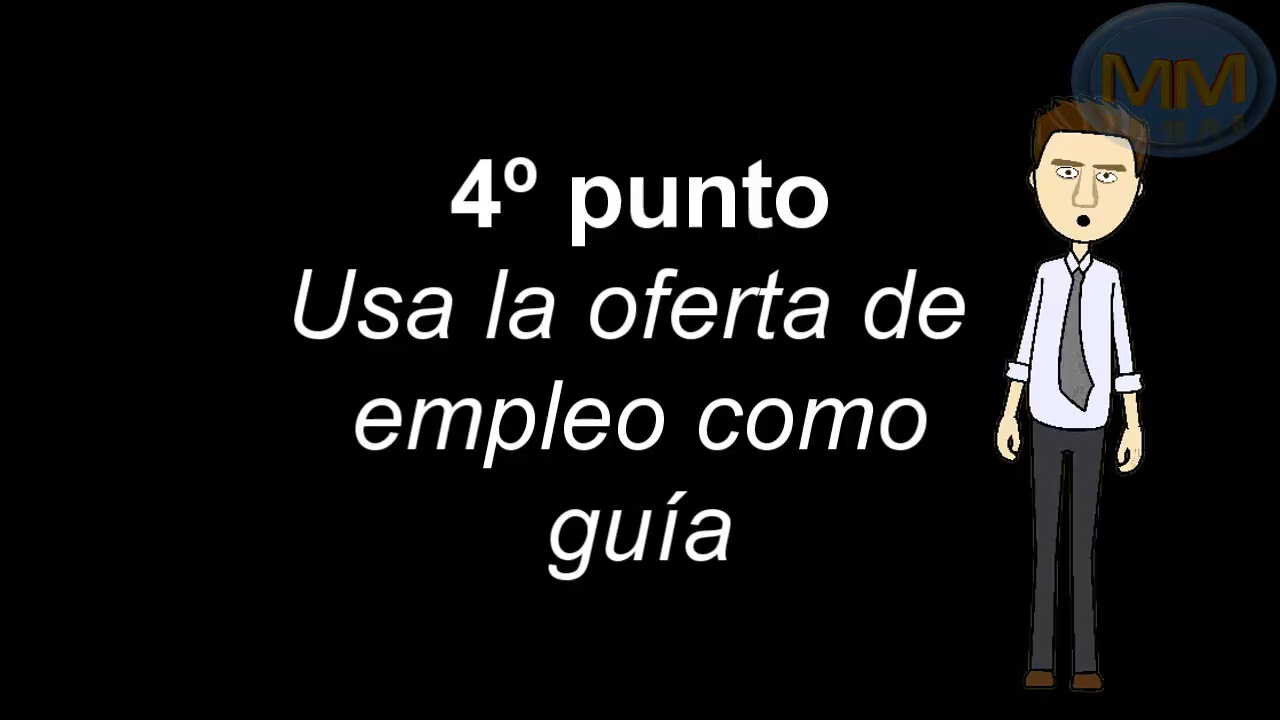 MM
4º punto
Usa la oferta de
empleo como
guía